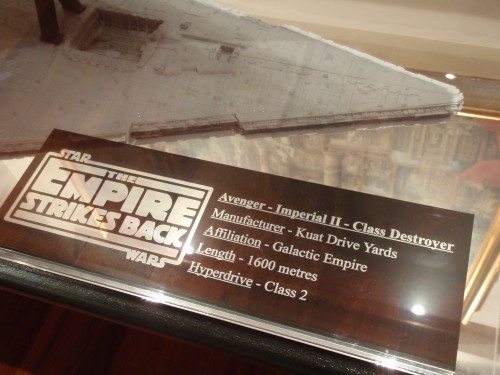 STAR
THE
EMPIRE
STRIKES BACK
WARS
Avenger - Imperial II - Class Destroyer
Manufacturer - Kuat Drive Yards
Affiliation - Galactic Empire
Length - 1600 metres
Hyperdrive - Class 2